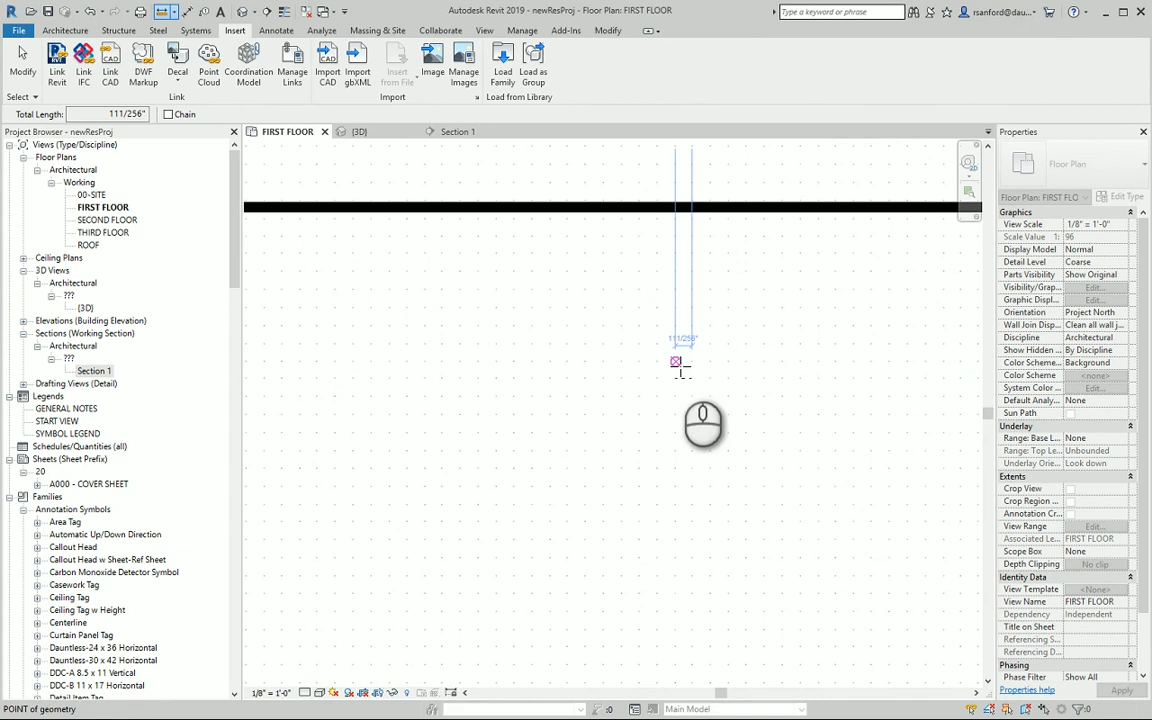 Autodesk Revit 2019 - newResProj - Floor Plan: FIRST FLOOR
Type a keyword or phrase
rsanford@dau...
File Architecture Structure Steel Systems Insert Annotate Analyze Massing & Site Collaborate View Manage Add-Ins Modify
Modify
Link Revit
Link IFC
Link CAD
DWF Markup
Decal
Point Cloud
Coordination Model
Manage Links
Import CAD
Import gbXML
Insert from File
Image
Manage Images
Load Family
Load as Group
Select
Link
Import
Load from Library
Total Length: 111/256" Chain
Project Browser - newResProj
Views (Type/Discipline)
Floor Plans
Architectural
Working
00-SITE
FIRST FLOOR
SECOND FLOOR
THIRD FLOOR
ROOF
Ceiling Plans
3D Views
Architectural
???
{3D}
Elevations (Building Elevation)
Sections (Working Section)
Architectural
???
Section 1
Drafting Views (Detail)
Legends
GENERAL NOTES
START VIEW
SYMBOL LEGEND
Schedules/Quantities (all)
Sheets (Sheet Prefix)
20
A000 - COVER SHEET
Families
Annotation Symbols
Area Tag
Automatic Up/Down Direction
Callout Head
Callout Head w Sheet-Ref Sheet
Carbon Monoxide Detector Symbol
Casework Tag
Ceiling Tag
Ceiling Tag w Height
Centerline
Curtain Panel Tag
Dauntless-24 x 36 Horizontal
Dauntless-30 x 42 Horizontal
DDC-A 8.5 x 11 Vertical
DDC-B 11 x 17 Horizontal
Detail Item Tag
FIRST FLOOR
{3D}
Section 1
111/256"
2D
Properties
Floor Plan
Floor Plan: FIRST FLO Edit Type
Graphics
View Scale 1/8" = 1'-0"
Scale Value 1: 96
Display Model Normal
Detail Level Coarse
Parts Visibility Show Original
Visibility/Grap... Edit...
Graphic Displ... Edit...
Orientation Project North
Wall Join Disp... Clean all wall j...
Discipline Architectural
Show Hidden ... By Discipline
Color Scheme... Background
Color Scheme <none>
System Color ... Edit...
Default Analy... None
Sun Path
Underlay
Range: Base L... None
Range: Top Le... Unbounded
Underlay Orie... Look down
Extents
Crop View
Crop Region ...
Annotation Cr...
View Range Edit...
Associated Le... FIRST FLOOR
Scope Box None
Depth Clipping No clip
Identity Data
View Template <None>
View Name FIRST FLOOR
Dependency Independent
Title on Sheet
Referencing S...
Referencing D...
Phasing
Phase Filter Show All
Properties help Apply
1/8" = 1'-0"
POINT of geometry
:0
Main Model
:0